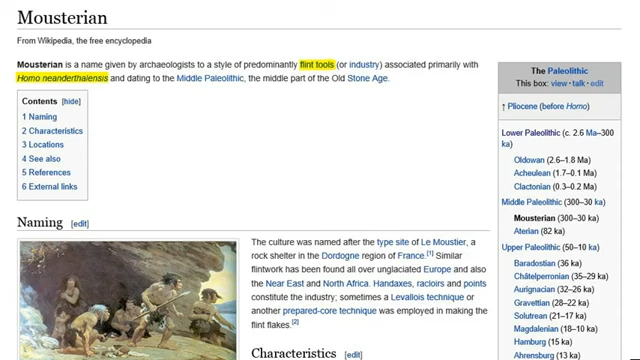 Mousterian
From Wikipedia, the free encyclopedia
Mousterian is a name given by archaeologists to a style of predominantly flint tools (or industry) associated primarily with
Homo neanderthalensis and dating to the Middle Paleolithic, the middle part of the Old Stone Age.
Contents [hide]
1 Naming
2 Characteristics
3 Locations
4 See also
5 References
6 External links
Naming [edit]
The culture was named after the type site of Le Moustier, a
rock shelter in the Dordogne region of France.[1] Similar
flintwork has been found all over unglaciated Europe and also
the Near East and North Africa. Handaxes, racloirs and points
constitute the industry; sometimes a Levallois technique or
another prepared-core technique was employed in making the
flint flakes.[2]
Characteristics [edit]
The Paleolithic
This box: view · talk · edit
↑ Pliocene (before Homo)
Lower Paleolithic (c. 2.6 Ma–300
ka)
Oldowan (2.6–1.8 Ma)
Acheulean (1.7–0.1 Ma)
Clactonian (0.3–0.2 Ma)
Middle Paleolithic (300–30 ka)
Mousterian (300–30 ka)
Aterian (82 ka)
Upper Paleolithic (50–10 ka)
Baradostian (36 ka)
Châtelperronian (35–29 ka)
Aurignacian (32–26 ka)
Gravettian (28–22 ka)
Solutrean (21–17 ka)
Magdalenian (18–10 ka)
Hamburg (15 ka)
Ahrensburg (13 ka)